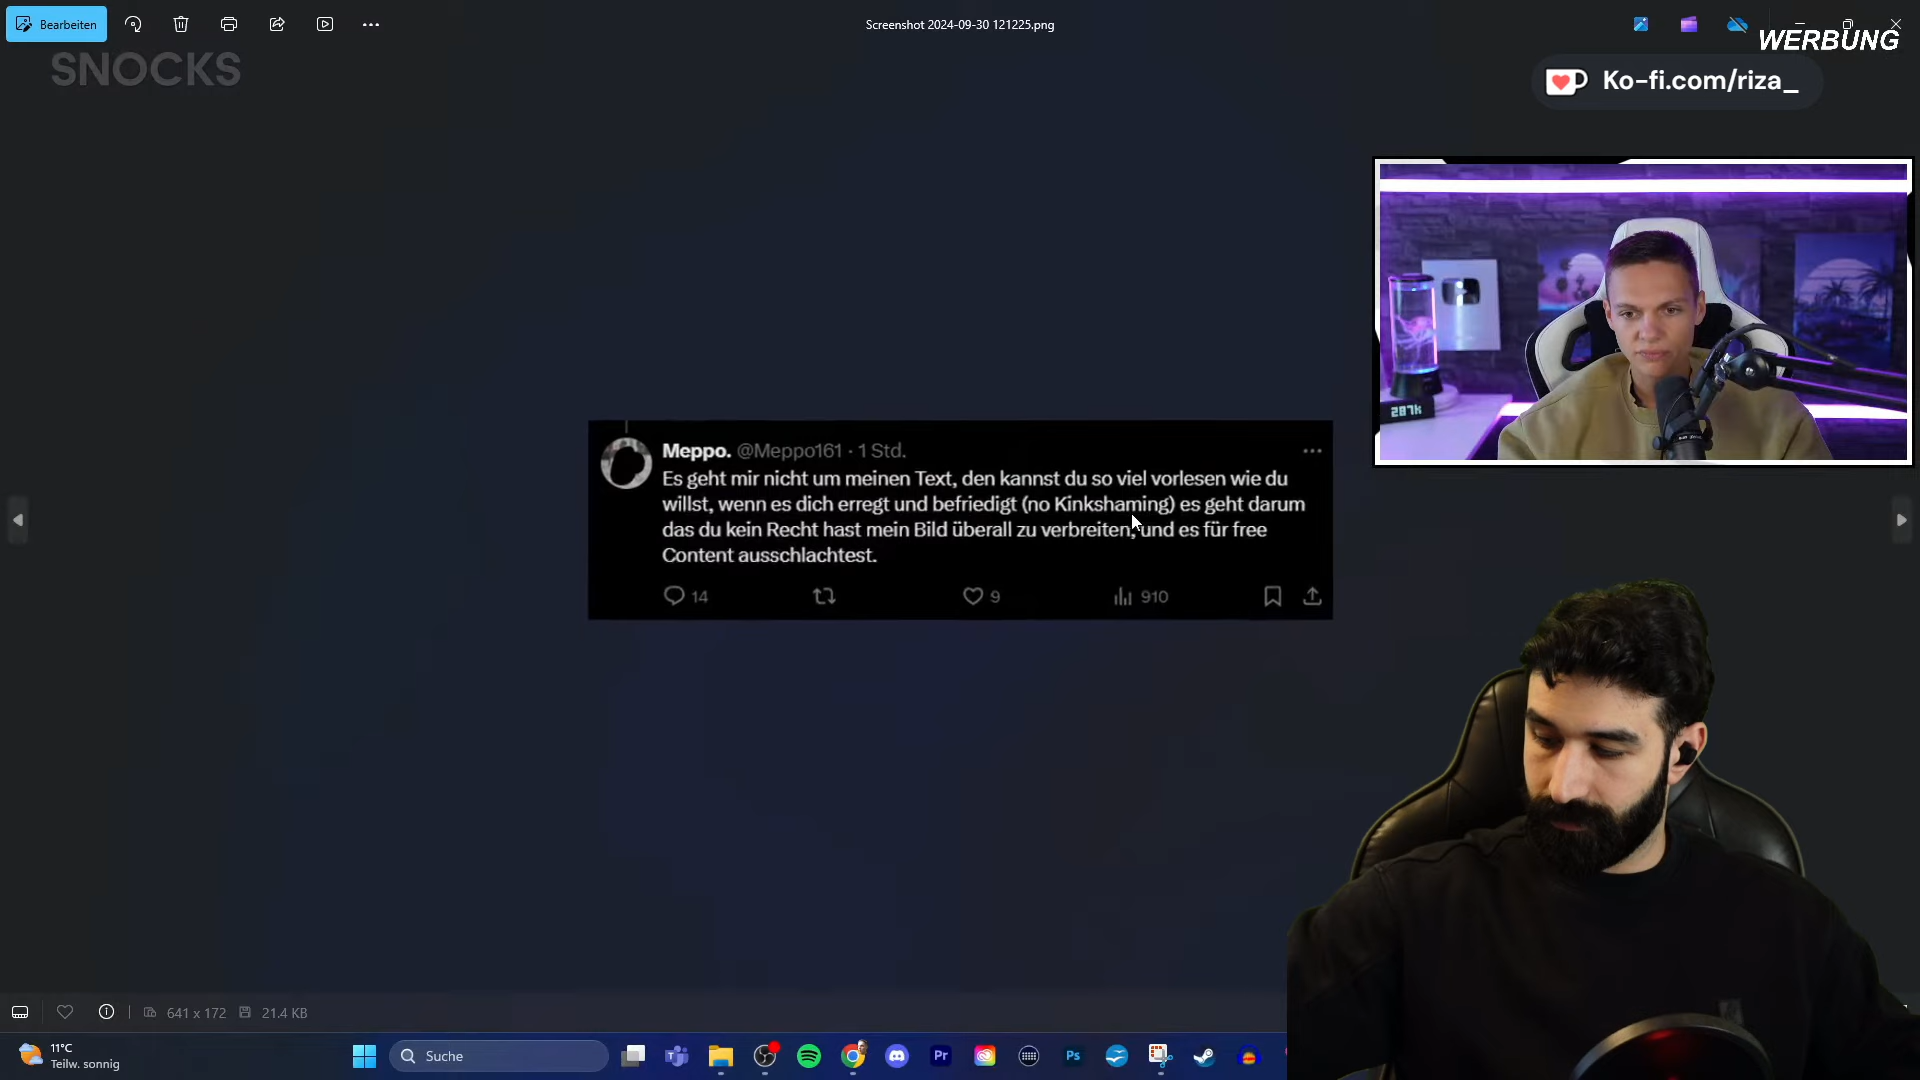 Bearbeiten
Screenshot 2024-09-30 121225.png
WERBUNG
SNOCKS
Ko-fi.com/riza_
287k
Meppo. @Meppo161 · 1 Std.
Es geht mir nicht um meinen Text, den kannst du so viel vorlesen wie du
willst, wenn es dich erregt und befriedigt (no Kinkshaming) es geht darum
das du kein Recht hast mein Bild überall zu verbreiten, und es für free
Content ausschlachtest.
14 9 910
641 x 172 21.4 KB
11°C
Teilw. sonnig
Suche
Pr
Ps